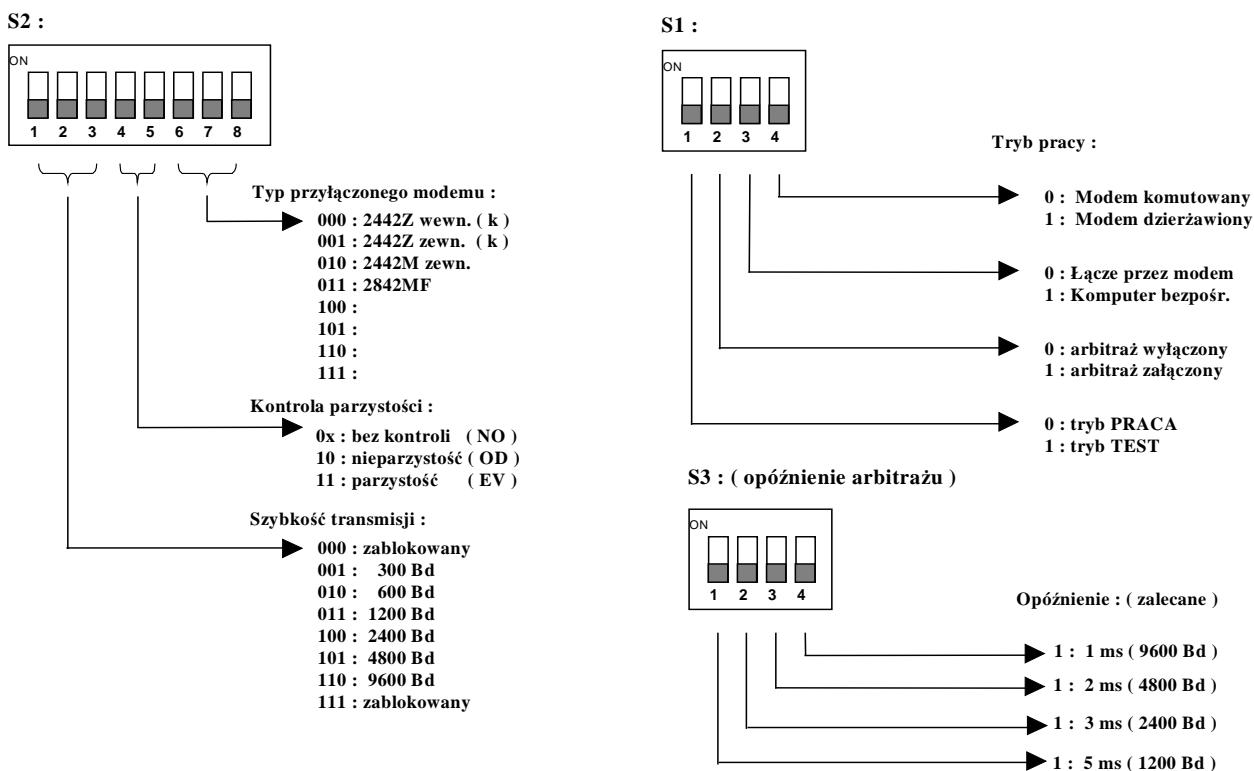 S2 :
ON
1 2 3 4 5 6 7 8
Typ przyłączonego modemu :
000 : 2442Z wewn. ( k )
001 : 2442Z zewn. ( k )
010 : 2442M zewn.
011 : 2842MF
100 :
101 :
110 :
111 :
Kontrola parzystości :
0x : bez kontroli ( NO )
10 : nieparzystość ( OD )
11 : parzystość ( EV )
Szybkość transmisji :
000 : zablokowany
001 : 300 Bd
010 : 600 Bd
011 : 1200 Bd
100 : 2400 Bd
101 : 4800 Bd
110 : 9600 Bd
111 : zablokowany
S1 :
ON
1 2 3 4
Tryb pracy :
0 : Modem komutowany
1 : Modem dzierżawiony
0 : Łącze przez modem
1 : Komputer bezpośr.
0 : arbitraż wyłączony
1 : arbitraż załączony
0 : tryb PRACA
1 : tryb TEST
S3 : ( opóźnienie arbitrażu )
ON
1 2 3 4
Opóźnienie : ( zalecane )
1 : 1 ms ( 9600 Bd )
1 : 2 ms ( 4800 Bd )
1 : 3 ms ( 2400 Bd )
1 : 5 ms ( 1200 Bd )